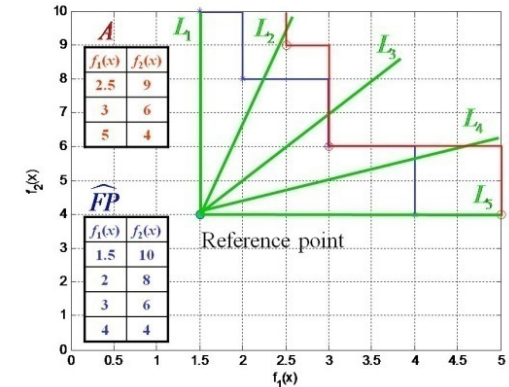 A
f₁(x) f₂(x)
2.5 9
3 6
5 4
F̂P
f₁(x) f₂(x)
1.5 10
2 8
3 6
4 4
L₁
L₂
L₃
L₄
L₅
Reference point
f₂(x)
10
9
8
7
6
5
4
3
2
1
0
0 0.5 1 1.5 2 2.5 3 3.5 4 4.5 5
f₁(x)